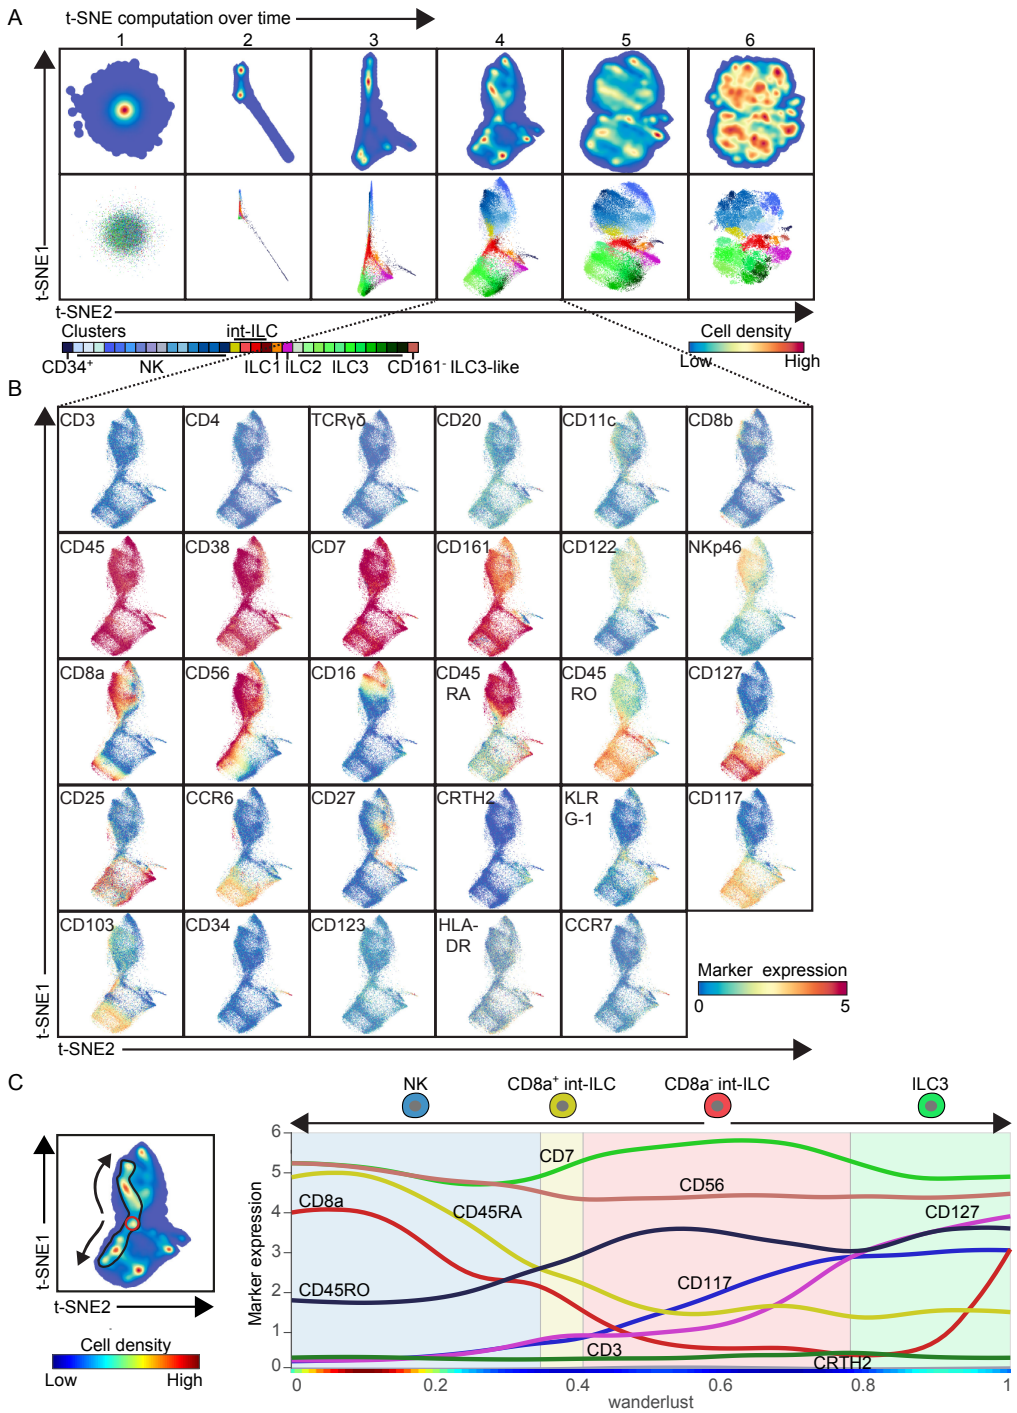 A
t-SNE computation over time
1 2 3 4 5 6
t-SNE1
t-SNE2
Clusters
int-ILC
CD34+ NK ILC1 ILC2 ILC3 CD161- ILC3-like
Cell density
Low High
B
CD3 CD4 TCRγδ CD20 CD11c CD8b
CD45 CD38 CD7 CD161 CD122 NKp46
CD8a CD56 CD16 CD45 RA CD45 RO CD127
CD25 CCR6 CD27 CRTH2 KLR G-1 CD117
CD103 CD34 CD123 HLA-DR CCR7
t-SNE1
t-SNE2
Marker expression
0 5
C
NK CD8a+ int-ILC CD8a- int-ILC ILC3
t-SNE1
t-SNE2
Cell density
Low High
Marker expression
6
5
4
3
2
1
0
CD7
CD56
CD8a
CD45RA
CD127
CD45RO
CD117
CD3
CRTH2
0 0.2 0.4 0.6 0.8 1
wanderlust